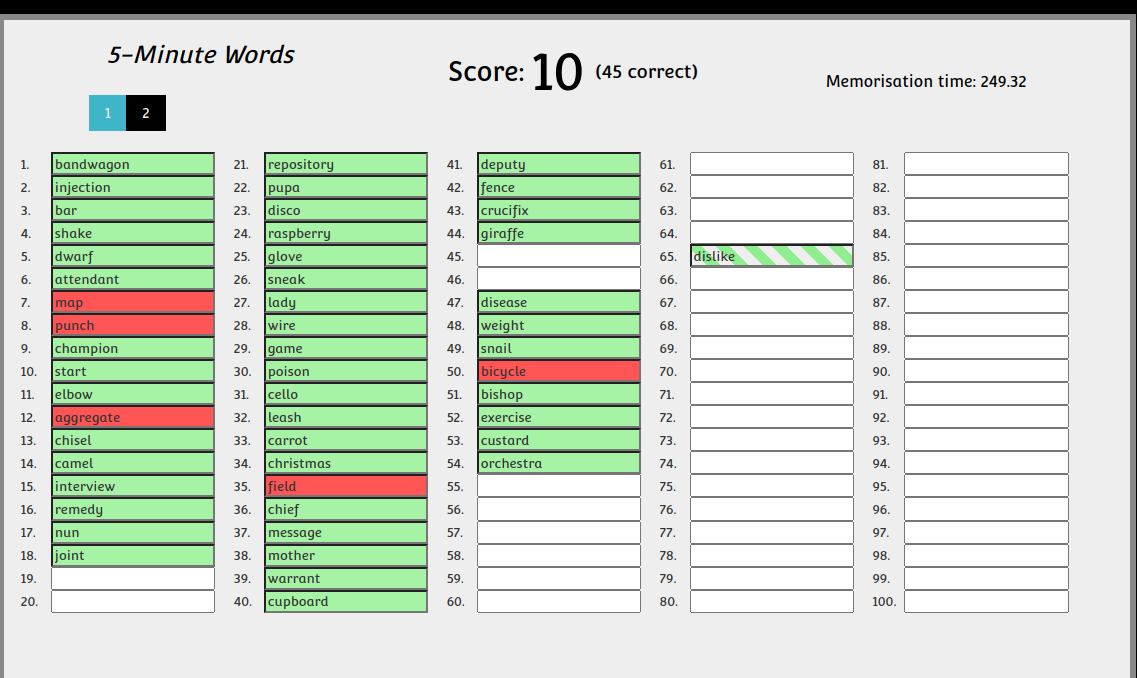 5-Minute Words
Score: 10 (45 correct)
Memorisation time: 249.32
1 2
1. bandwagon
2. injection
3. bar
4. shake
5. dwarf
6. attendant
7. map
8. punch
9. champion
10. start
11. elbow
12. aggregate
13. chisel
14. camel
15. interview
16. remedy
17. nun
18. joint
19.
20.
21. repository
22. pupa
23. disco
24. raspberry
25. glove
26. sneak
27. lady
28. wire
29. game
30. poison
31. cello
32. leash
33. carrot
34. christmas
35. field
36. chief
37. message
38. mother
39. warrant
40. cupboard
41. deputy
42. fence
43. crucifix
44. giraffe
45.
46.
47. disease
48. weight
49. snail
50. bicycle
51. bishop
52. exercise
53. custard
54. orchestra
55.
56.
57.
58.
59.
60.
61.
62.
63.
64.
65. dislike
66.
67.
68.
69.
70.
71.
72.
73.
74.
75.
76.
77.
78.
79.
80.
81.
82.
83.
84.
85.
86.
87.
88.
89.
90.
91.
92.
93.
94.
95.
96.
97.
98.
99.
100.